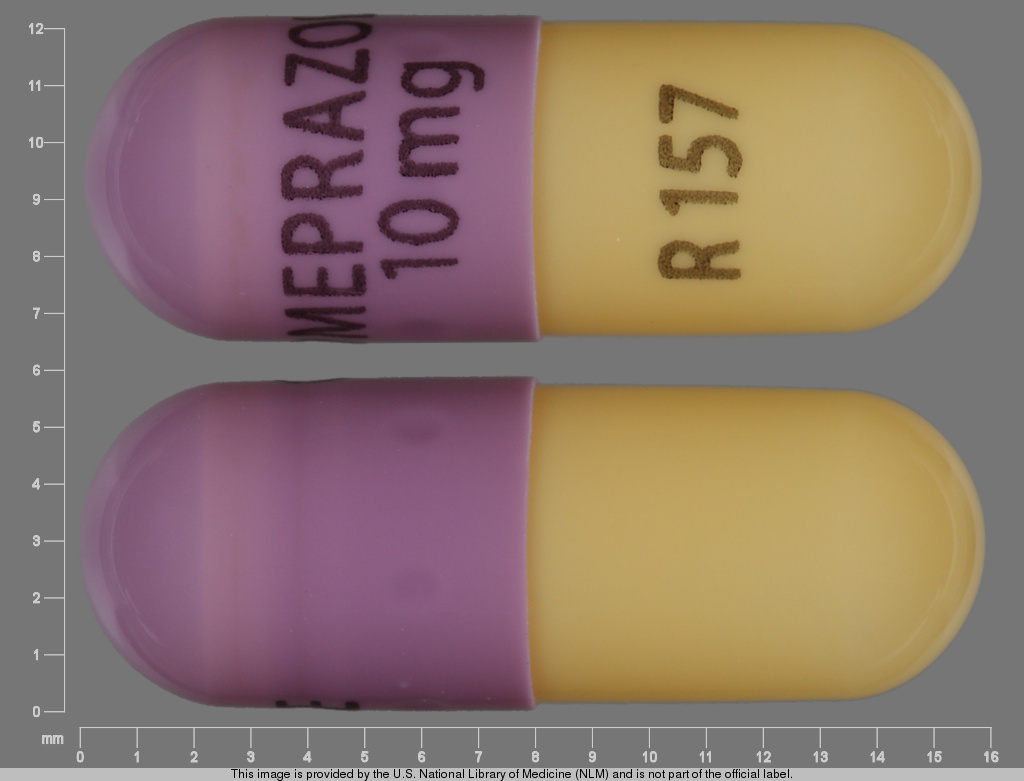 MEPRAZO
10 mg
R157
12
11
10
9
8
7
6
5
4
3
2
1
0
mm
0 1 2 3 4 5 6 7 8 9 10 11 12 13 14 15 16
This image is provided by the U.S. National Library of Medicine (NLM) and is not part of the official label.